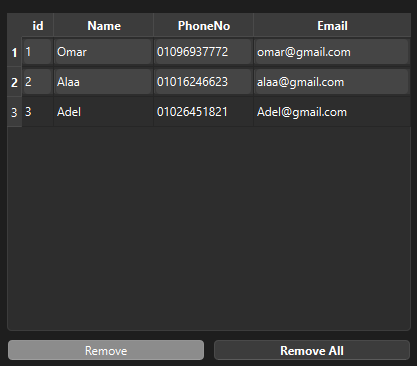 id Name PhoneNo Email
1 1 Omar 01096937772 omar@gmail.com
2 2 Alaa 01016246623 alaa@gmail.com
3 3 Adel 01026451821 Adel@gmail.com
Remove Remove All